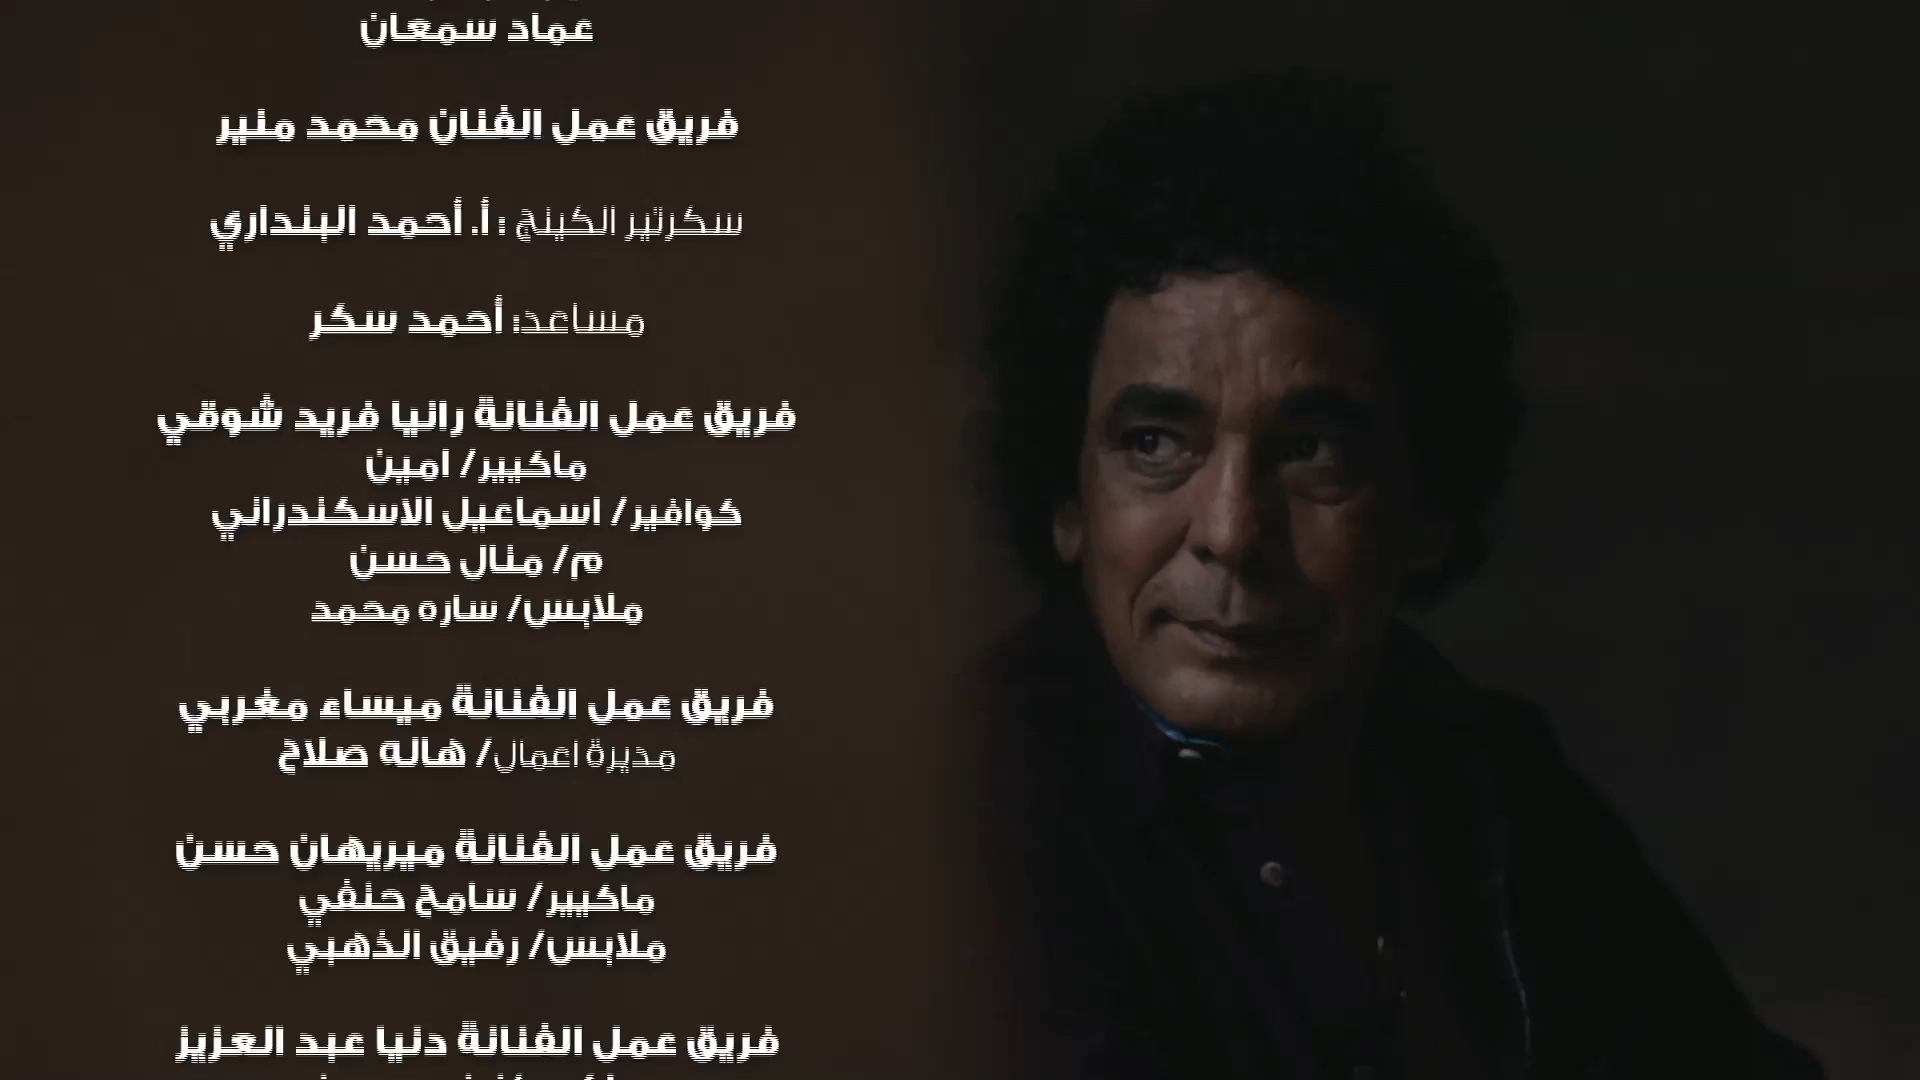 عماد سمعان
فريق عمل الفنان محمد منير
سكرتير الكينج : أ. أحمد البنداري
مساعد: أحمد سكر
فريق عمل الفنانة رانيا فريد شوقي
ماكيير/ امين
كوافير/ اسماعيل الاسكندراني
م/ منال حسن
ملابس/ ساره محمد
فريق عمل الفنانة ميساء مغربي
مديرة اعمال/ هاله صلاح
فريق عمل الفنانة ميريهان حسن
ماكيير/ سامح حنفي
ملابس/ رفيق الذهبي
فريق عمل الفنانة دنيا عبد العزيز